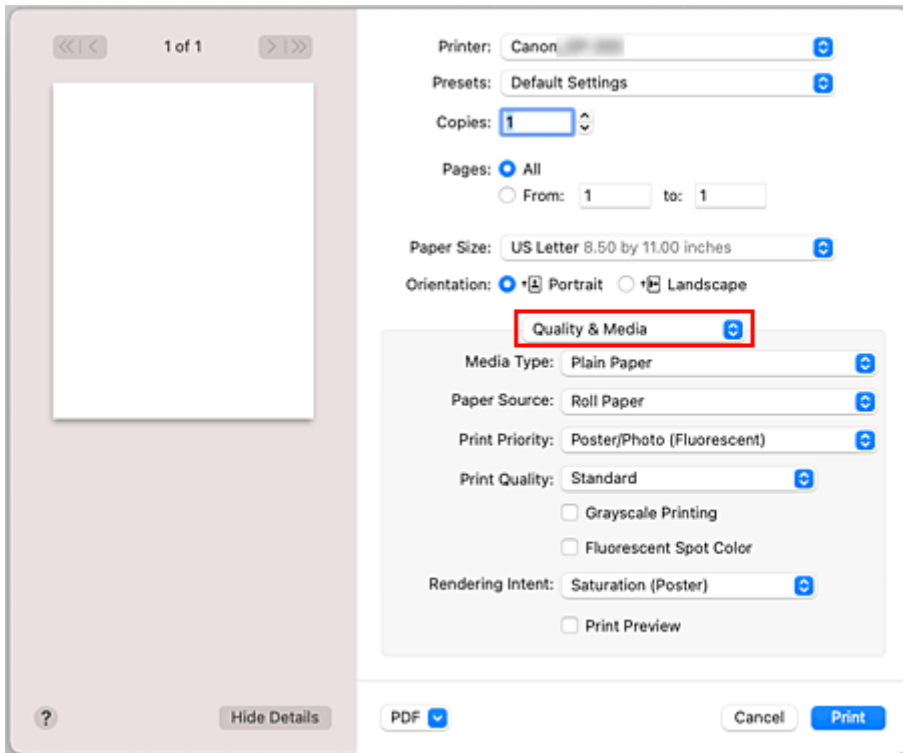 1 of 1
Printer: Canon
Presets: Default Settings
Copies: 1
Pages: All
From: 1 to: 1
Paper Size: US Letter 8.50 by 11.00 inches
Orientation: Portrait Landscape
Quality & Media
Media Type: Plain Paper
Paper Source: Roll Paper
Print Priority: Poster/Photo (Fluorescent)
Print Quality: Standard
Grayscale Printing
Fluorescent Spot Color
Rendering Intent: Saturation (Poster)
Print Preview
? Hide Details PDF Cancel Print